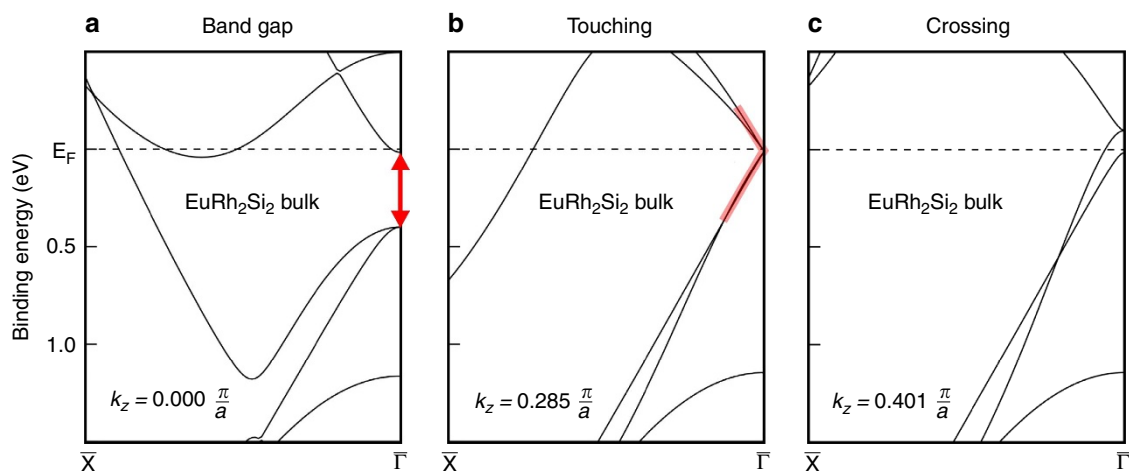 a Band gap
b Touching
c Crossing
Binding energy (eV)
E_F
0.5
1.0
EuRh₂Si₂ bulk
EuRh₂Si₂ bulk
EuRh₂Si₂ bulk
k_z = 0.000 π/a
k_z = 0.285 π/a
k_z = 0.401 π/a
X̅ Γ̅
X̅ Γ̅
X̅ Γ̅